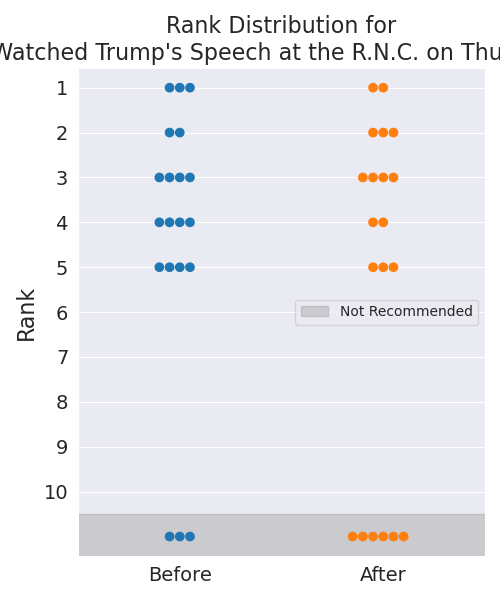 Rank Distribution for
Watched Trump's Speech at the R.N.C. on Thu
1
2
3
4
5
6
7
8
9
10
Rank
Not Recommended
Before
After